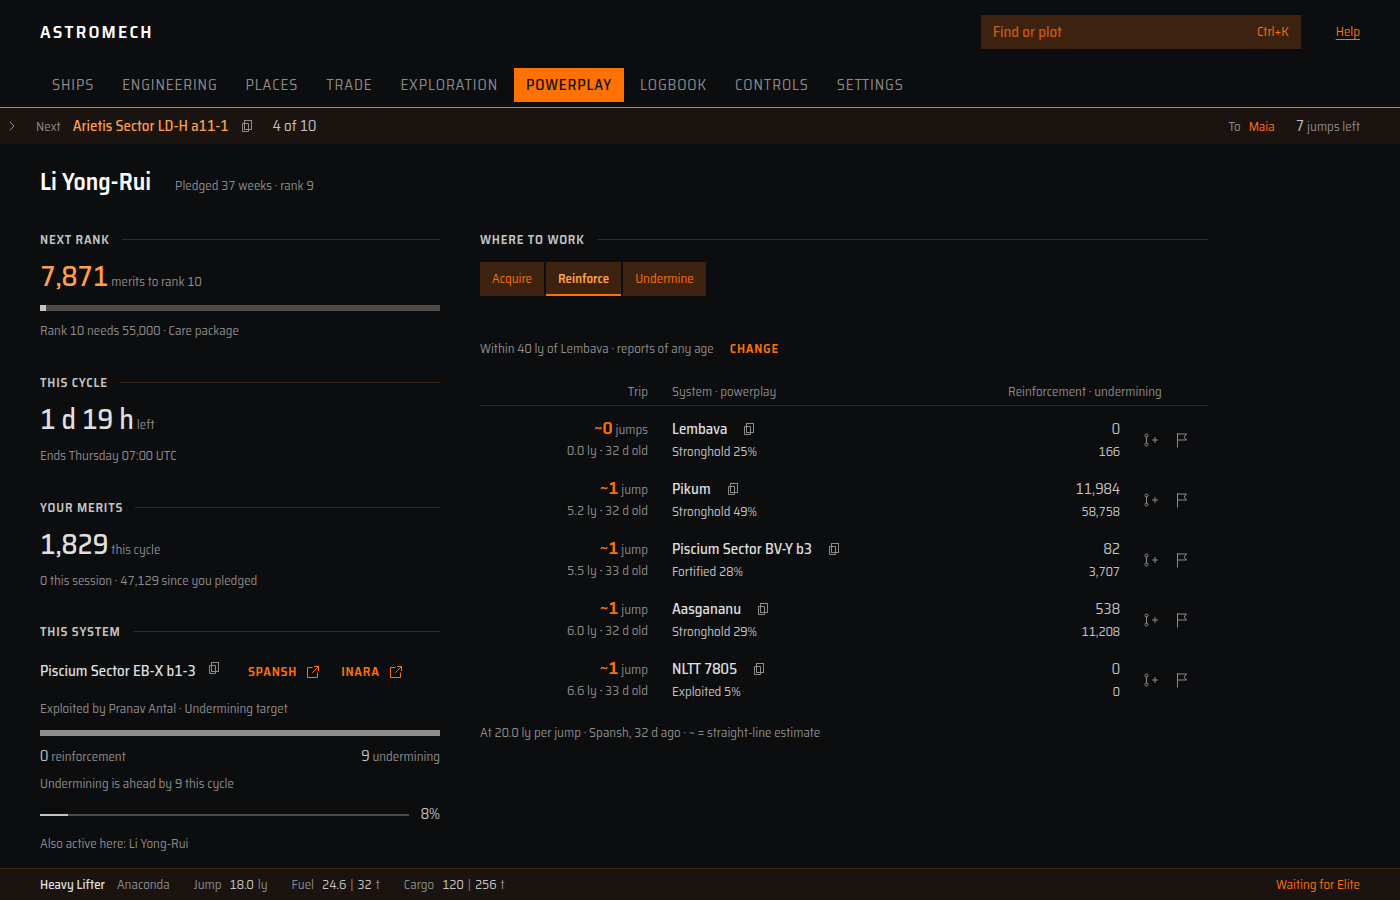 ASTROMECH
Find or plot Ctrl+K
Help
SHIPS ENGINEERING PLACES TRADE EXPLORATION POWERPLAY LOGBOOK CONTROLS SETTINGS
Next Arietis Sector LD-H a11-1 4 of 10
To Maia 7 jumps left
Li Yong-Rui Pledged 37 weeks · rank 9
NEXT RANK
7,871 merits to rank 10
Rank 10 needs 55,000 · Care package
THIS CYCLE
1 d 19 h left
Ends Thursday 07:00 UTC
YOUR MERITS
1,829 this cycle
0 this session · 47,129 since you pledged
THIS SYSTEM
Piscium Sector EB-X b1-3 SPANSH INARA
Exploited by Pranav Antal · Undermining target
0 reinforcement 9 undermining
Undermining is ahead by 9 this cycle
8%
Also active here: Li Yong-Rui
WHERE TO WORK
Acquire Reinforce Undermine
Within 40 ly of Lembava · reports of any age CHANGE
Trip System · powerplay Reinforcement · undermining
~0 jumps Lembava 0
0.0 ly · 32 d old Stronghold 25% 166
~1 jump Pikum 11,984
5.2 ly · 32 d old Stronghold 49% 58,758
~1 jump Piscium Sector BV-Y b3 82
5.5 ly · 33 d old Fortified 28% 3,707
~1 jump Aasgananu 538
6.0 ly · 32 d old Stronghold 29% 11,208
~1 jump NLTT 7805 0
6.6 ly · 33 d old Exploited 5% 0
At 20.0 ly per jump · Spansh, 32 d ago · ~ = straight-line estimate
Heavy Lifter Anaconda Jump 18.0 ly Fuel 24.6 | 32 t Cargo 120 | 256 t
Waiting for Elite